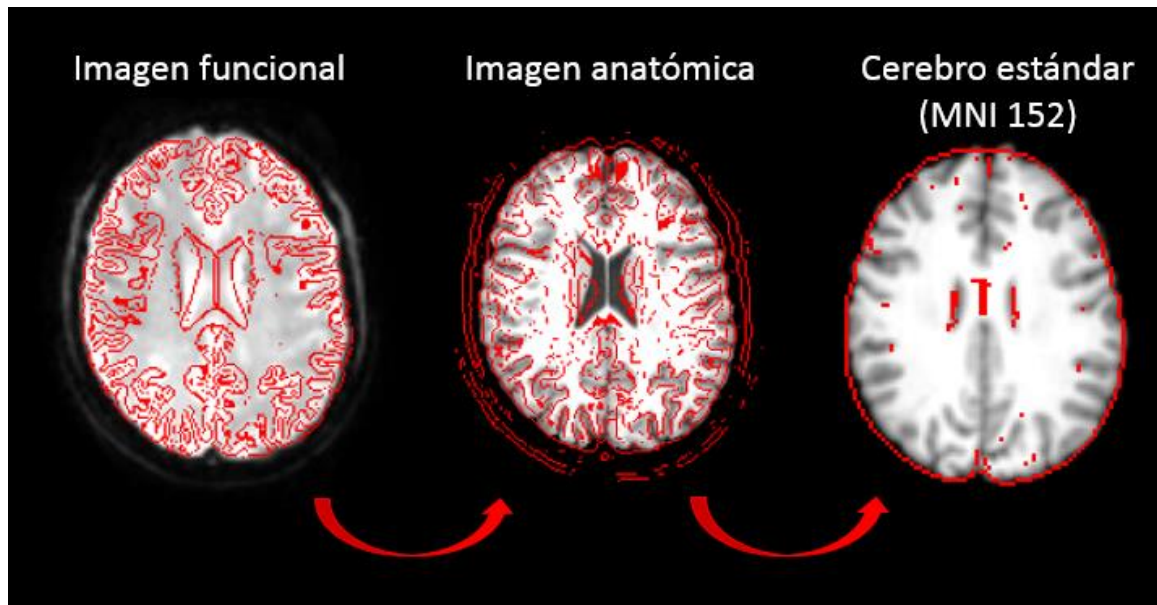 Imagen funcional
Imagen anatómica
Cerebro estándar
(MNI 152)